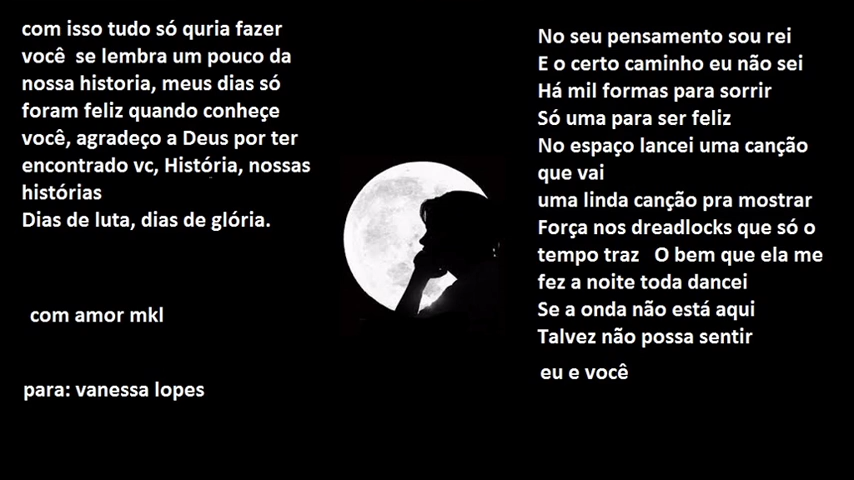 com isso tudo só quria fazer
você se lembra um pouco da
nossa historia, meus dias só
foram feliz quando conheçe
você, agradeço a Deus por ter
encontrado vc, História, nossas
histórias
Dias de luta, dias de glória.
com amor mkl
para: vanessa lopes
No seu pensamento sou rei
E o certo caminho eu não sei
Há mil formas para sorrir
Só uma para ser feliz
No espaço lancei uma canção
que vai
uma linda canção pra mostrar
Força nos dreadlocks que só o
tempo traz O bem que ela me
fez a noite toda dancei
Se a onda não está aqui
Talvez não possa sentir
eu e você